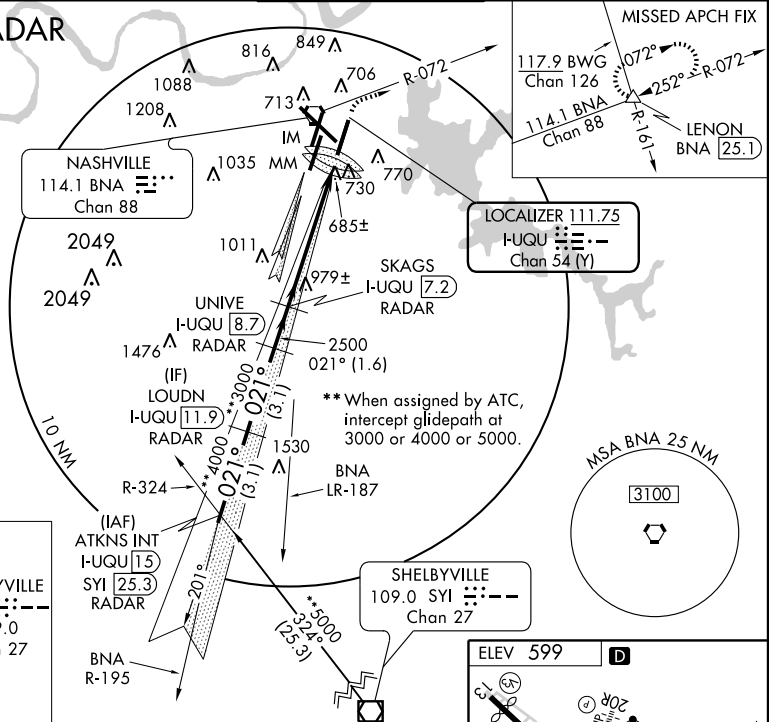 ADAR
MISSED APCH FIX
117.9 BWG
Chan 126
072°
252°
R-072
114.1 BNA
Chan 88
R-161
LENON
BNA 25.1
849
816
1088
706
R-072
713
1208
IM
MM
1035
770
730
NASHVILLE
114.1 BNA
Chan 88
685±
LOCALIZER 111.75
I-UQU
Chan 54 (Y)
2049
2049
1011
979±
SKAGS
I-UQU 7.2
RADAR
UNIVE
I-UQU 8.7
RADAR
1476
2500
021° (1.6)
(IF)
LOUDN
I-UQU 11.9
RADAR
**3000
021°
(3.1)
** When assigned by ATC,
intercept glidepath at
3000 or 4000 or 5000.
10 NM
**4000
021°
(3.1)
1530
BNA
LR-187
R-324
MSA BNA 25 NM
3100
(IAF)
ATKNS INT
I-UQU 15
SYI 25.3
RADAR
201°
**5000
324°
(25.3)
SHELBYVILLE
109.0 SYI
Chan 27
YVILLE
.0
27
BNA
R-195
ELEV 599
D
13
V5
P
20R